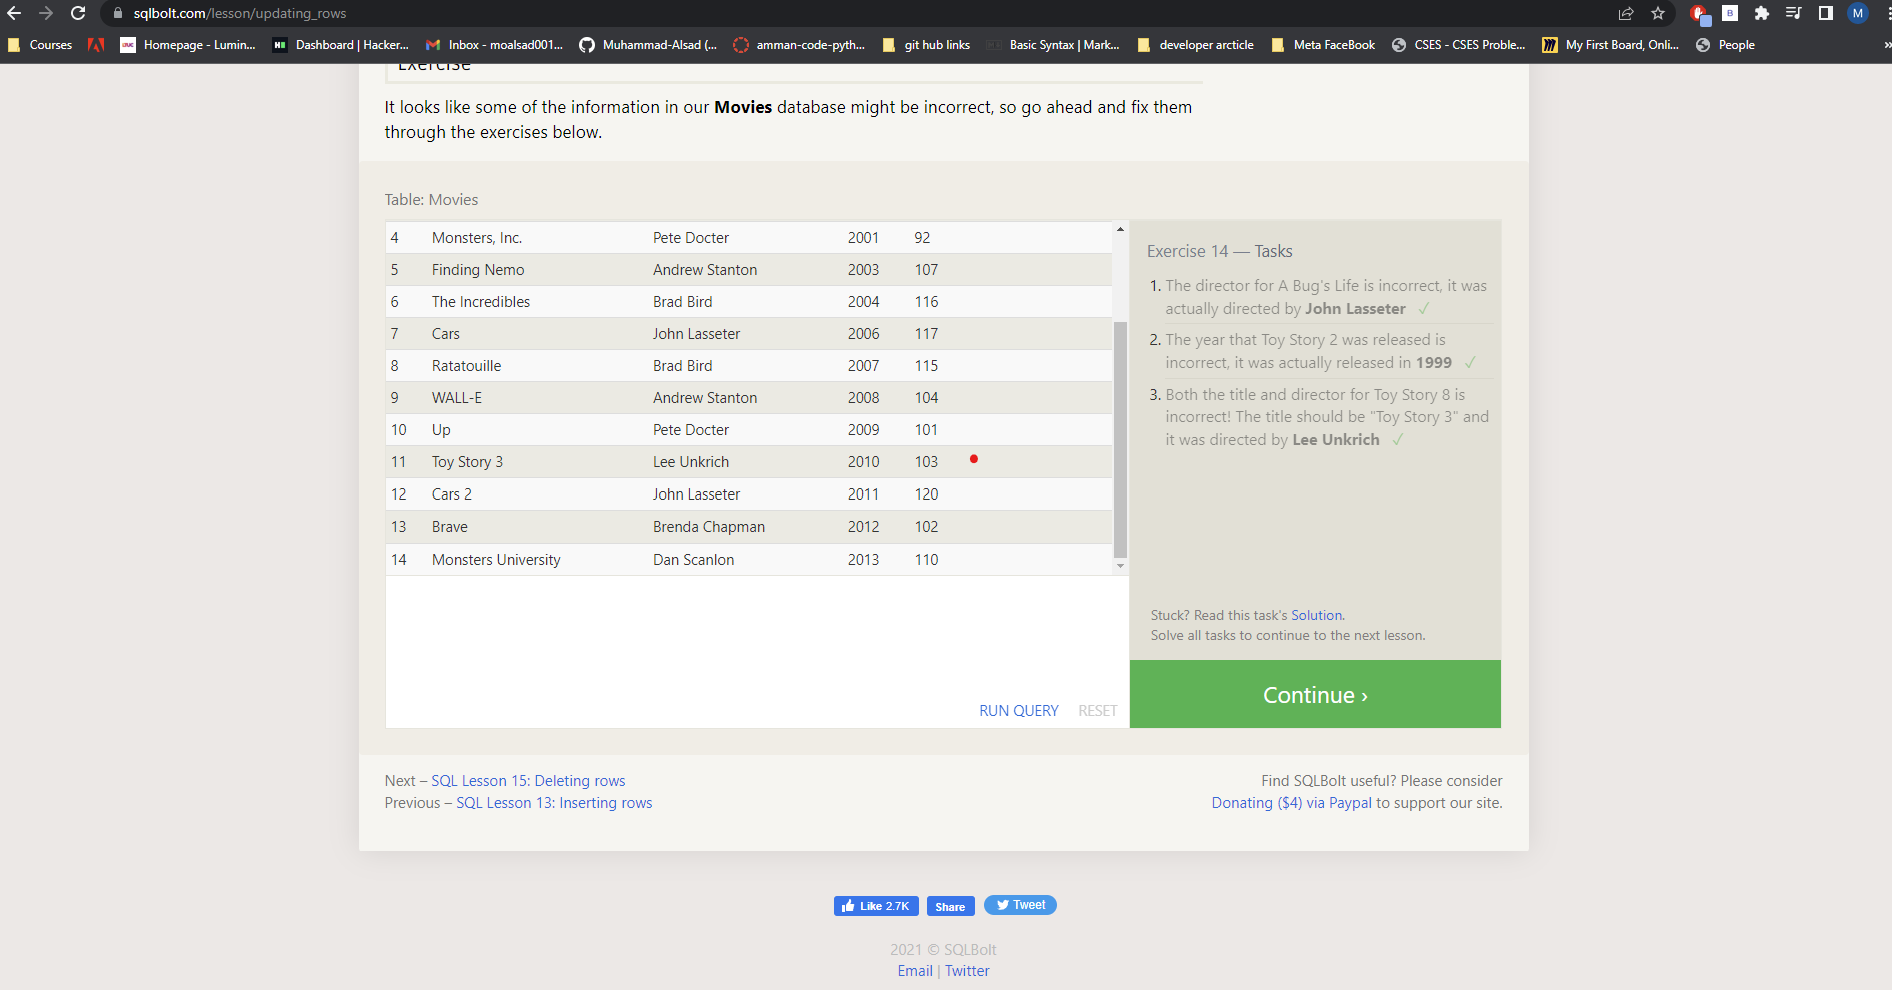 sqlbolt.com/lesson/updating_rows
M
Courses
Homepage - Lumin...
Dashboard | Hacker...
Inbox - moalsad001...
Muhammad-Alsad (...
amman-code-pyth...
git hub links
Basic Syntax | Mark...
developer arcticle
Meta FaceBook
CSES - CSES Proble...
My First Board, Onli...
People
»
Exercise
It looks like some of the information in our Movies database might be incorrect, so go ahead and fix them
through the exercises below.
Table: Movies
4 Monsters, Inc. Pete Docter 2001 92
5 Finding Nemo Andrew Stanton 2003 107
6 The Incredibles Brad Bird 2004 116
7 Cars John Lasseter 2006 117
8 Ratatouille Brad Bird 2007 115
9 WALL-E Andrew Stanton 2008 104
10 Up Pete Docter 2009 101
11 Toy Story 3 Lee Unkrich 2010 103
12 Cars 2 John Lasseter 2011 120
13 Brave Brenda Chapman 2012 102
14 Monsters University Dan Scanlon 2013 110
RUN QUERY RESET
Exercise 14 — Tasks
1. The director for A Bug's Life is incorrect, it was
actually directed by John Lasseter ✓
2. The year that Toy Story 2 was released is
incorrect, it was actually released in 1999 ✓
3. Both the title and director for Toy Story 8 is
incorrect! The title should be "Toy Story 3" and
it was directed by Lee Unkrich ✓
Stuck? Read this task's Solution.
Solve all tasks to continue to the next lesson.
Continue ›
Next – SQL Lesson 15: Deleting rows
Previous – SQL Lesson 13: Inserting rows
Find SQLBolt useful? Please consider
Donating ($4) via Paypal to support our site.
Like 2.7K
Share
Tweet
2021 © SQLBolt
Email | Twitter